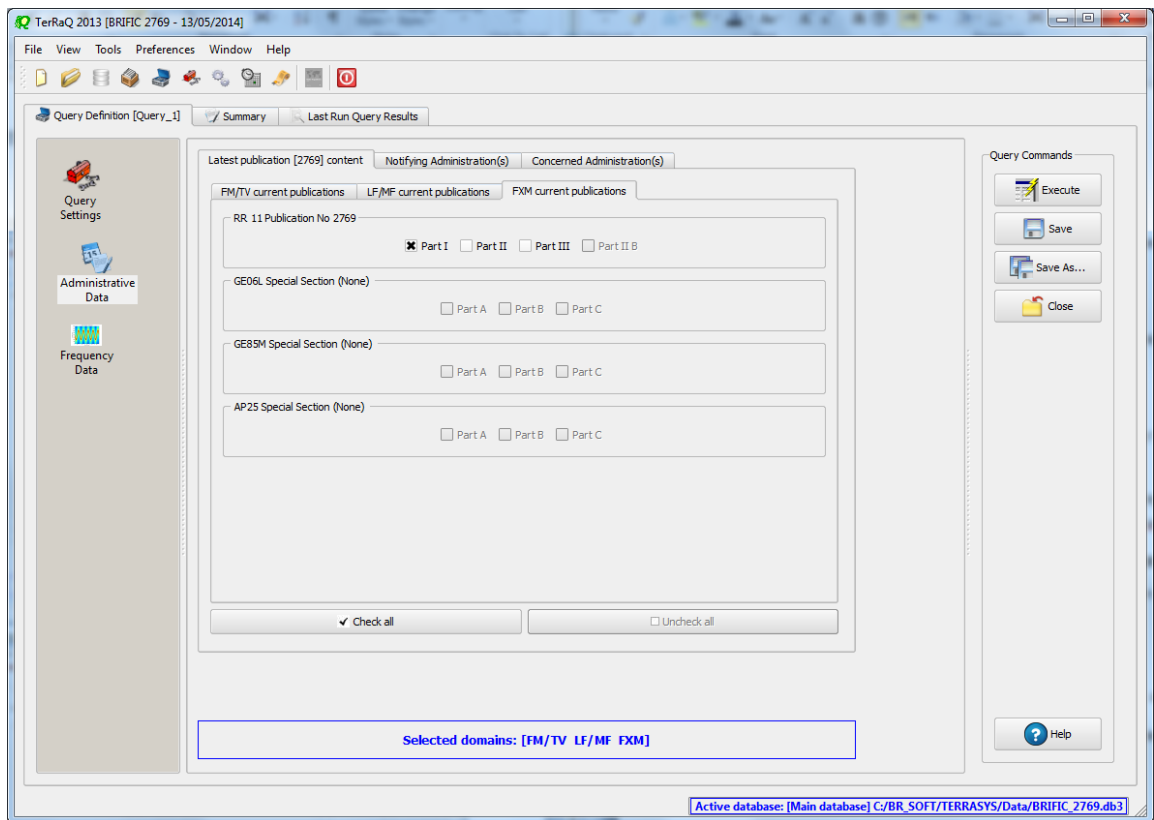 TerRaQ 2013 [BRIFIC 2769 - 13/05/2014]
File View Tools Preferences Window Help
Query Definition [Query_1] Summary Last Run Query Results
Query Settings
Administrative Data
Frequency Data
Latest publication [2769] content Notifying Administration(s) Concerned Administration(s)
FM/TV current publications LF/MF current publications FXM current publications
RR 11 Publication No 2769
Part I Part II Part III Part II B
GE06L Special Section (None)
Part A Part B Part C
GE85M Special Section (None)
Part A Part B Part C
AP25 Special Section (None)
Part A Part B Part C
Check all Uncheck all
Selected domains: [FM/TV LF/MF FXM]
Query Commands
Execute
Save
Save As...
Close
Help
Active database: [Main database] C:/BR_SOFT/TERRASYS/Data/BRIFIC_2769.db3